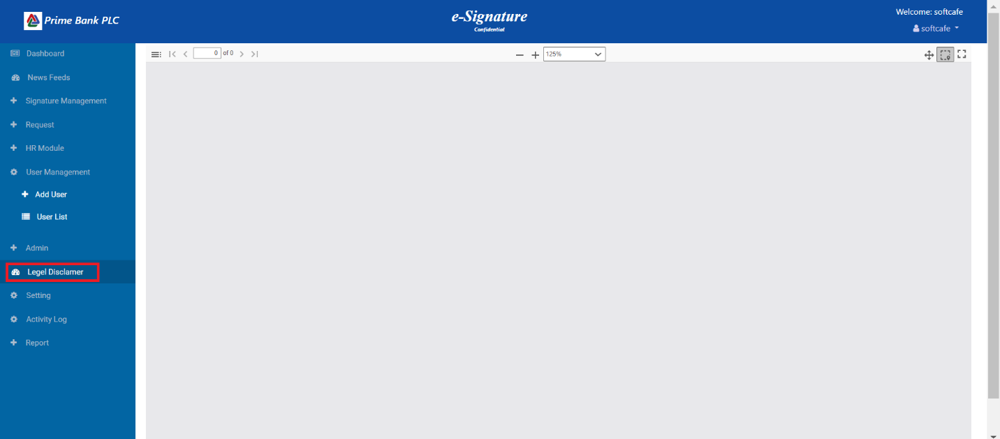 Prime Bank PLC
e-Signature
Confidential
Welcome: softcafe
softcafe
Dashboard
News Feeds
Signature Management
Request
HR Module
User Management
Add User
User List
Admin
Legel Disclamer
Setting
Activity Log
Report
0 of 0
125%